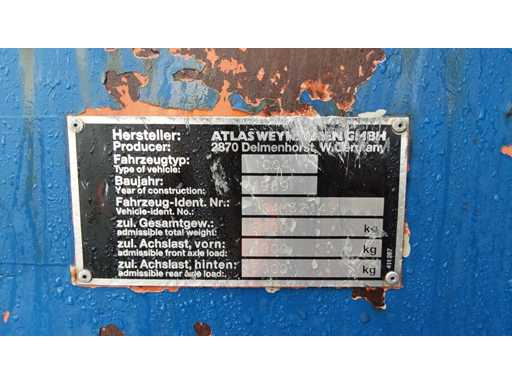 Hersteller: ATLAS WEYHAUSEN GMBH
Producer: 2870 Delmenhorst, W.Germany
Fahrzeugtyp:
Type of vehicle:
Baujahr:
Year of construction:
Fahrzeug-Ident. Nr.:
Vehicle-ident. No.:
zul. Gesamtgew.: kg
admissible total weight:
zul. Achslast, vorn: kg
admissible front axle load:
zul. Achslast, hinten: kg
admissible rear axle load: